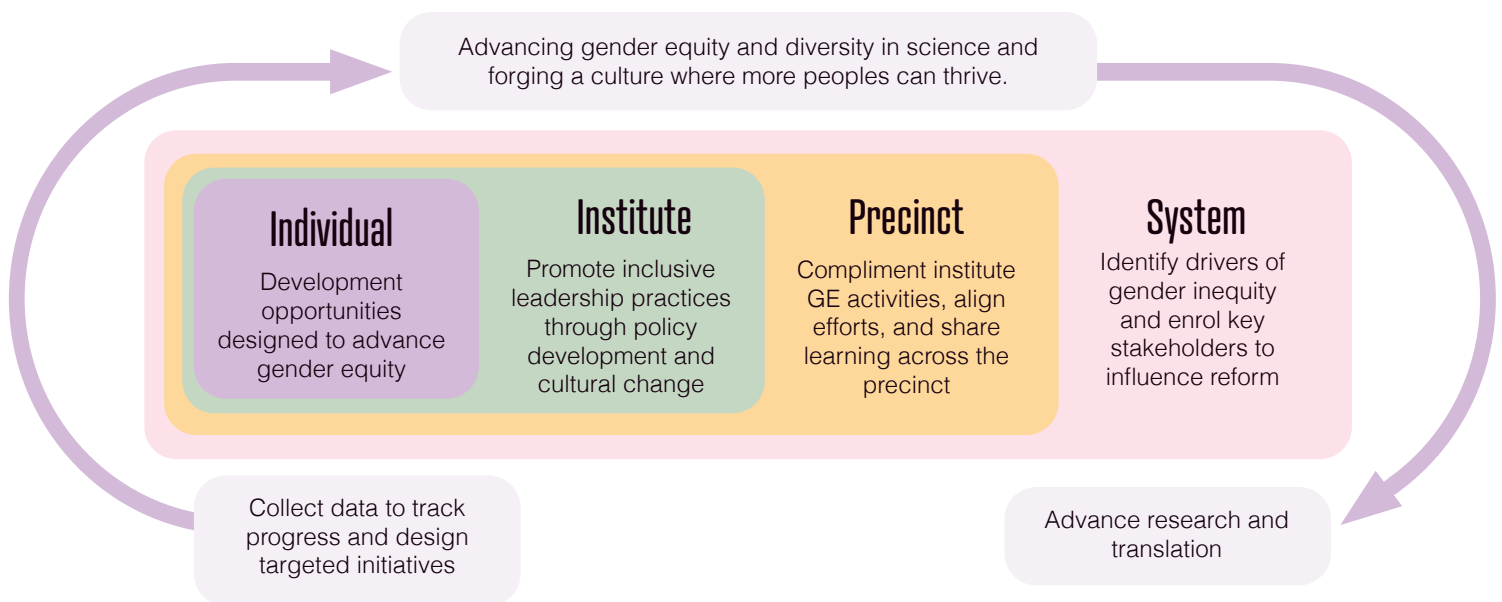 Advancing gender equity and diversity in science and
forging a culture where more peoples can thrive.
Individual
Development
opportunities
designed to advance
gender equity
Institute
Promote inclusive
leadership practices
through policy
development and
cultural change
Precinct
Compliment institute
GE activities, align
efforts, and share
learning across the
precinct
System
Identify drivers of
gender inequity
and enrol key
stakeholders to
influence reform
Collect data to track
progress and design
targeted initiatives
Advance research and
translation